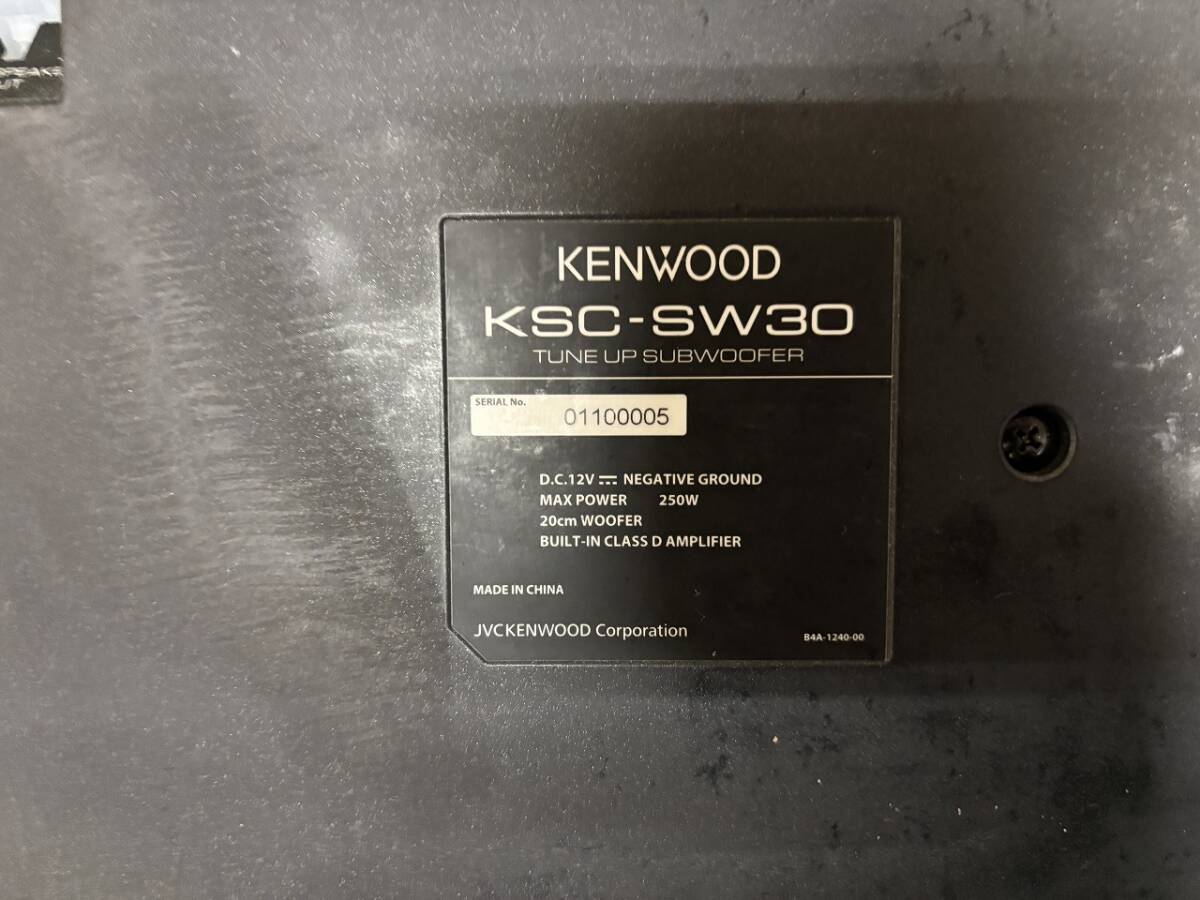 KENWOOD
KSC-SW30
TUNE UP SUBWOOFER
SERIAL No.
01100005
D.C.12V ⎓ NEGATIVE GROUND
MAX POWER 250W
20cm WOOFER
BUILT-IN CLASS D AMPLIFIER
MADE IN CHINA
JVCKENWOOD Corporation
B4A-1240-00